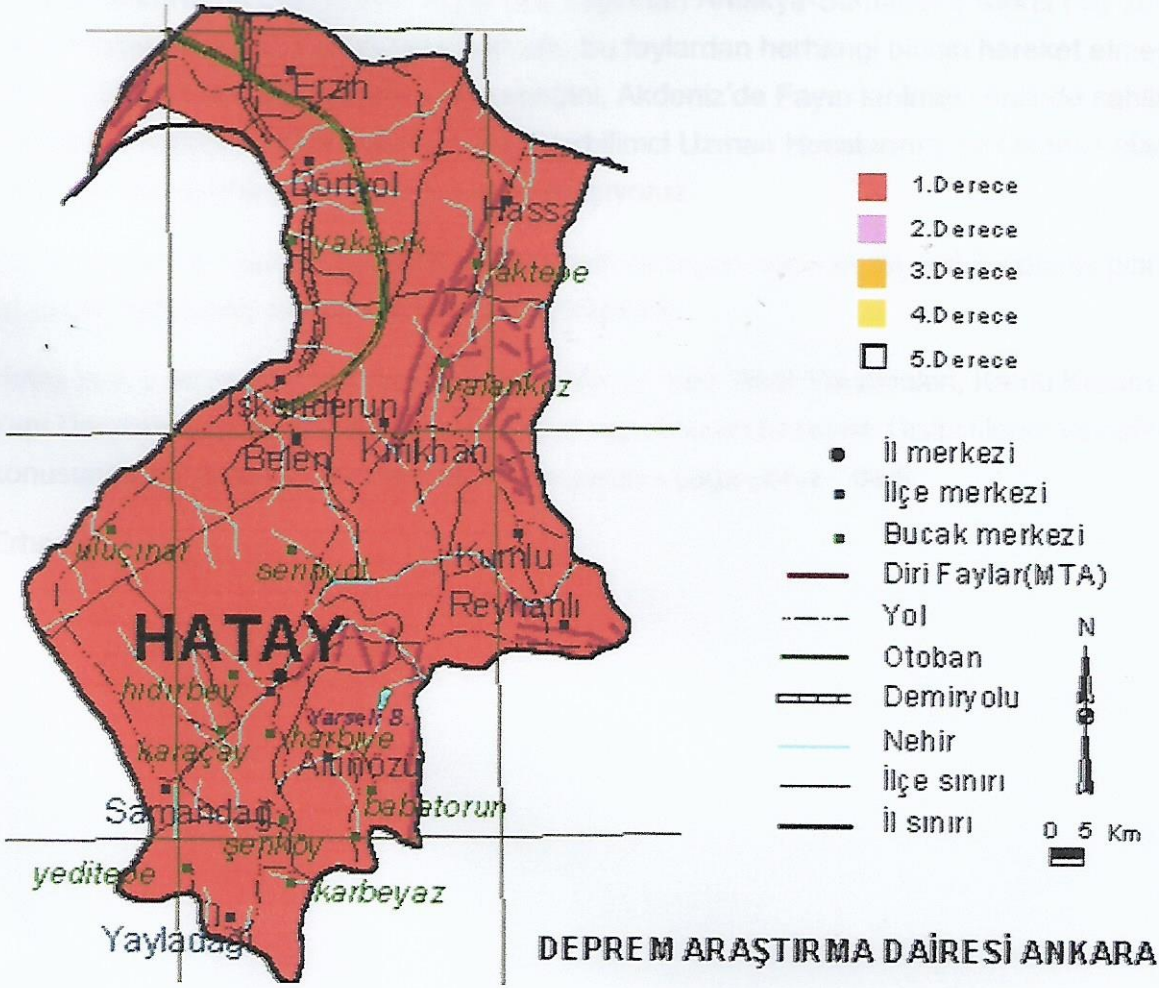 Erzin
Dörtyol
Hassa
yakacık
aktepe
yalankoz
İskenderun
Belen
Kırıkhan
uluçınar
şenbük
Kumlu
Reyhanlı
HATAY
hıdırbey
Yarseli B.
karaçay
harbiye
Altınözü
Samandağ
babatorun
şenköy
yeditepe
karbeyaz
Yayladağı
1.Derece
2.Derece
3.Derece
4.Derece
5.Derece
İl merkezi
İlçe merkezi
Bucak merkezi
Diri Faylar(MTA)
Yol
N
Otoban
Demiryolu
Nehir
İlçe sınırı
İl sınırı
0 5 Km
DEPREM ARAŞTIRMA DAİRESİ ANKARA